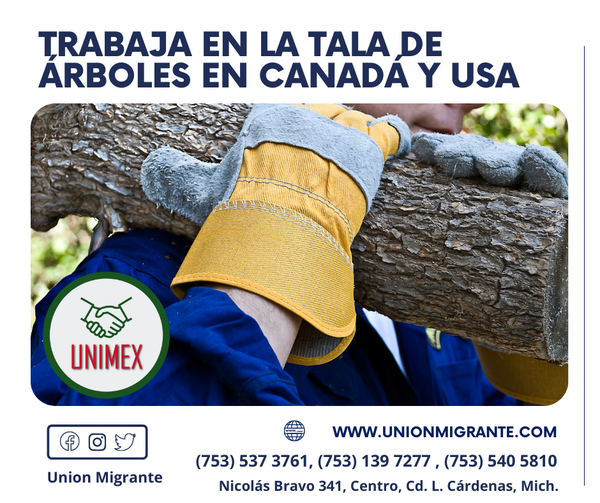 TRABAJA EN LA TALA DE
ÁRBOLES EN CANADÁ Y USA
UNIMEX
WWW.UNIONMIGRANTE.COM
(753) 537 3761, (753) 139 7277 , (753) 540 5810
Union Migrante
Nicolás Bravo 341, Centro, Cd. L. Cárdenas, Mich.